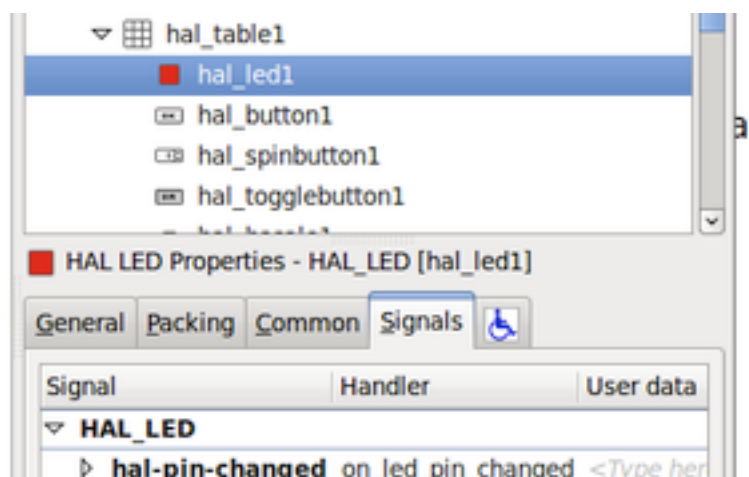 hal_table1
hal_led1
hal_button1
hal_spinbutton1
hal_togglebutton1
a
HAL LED Properties - HAL_LED [hal_led1]
General Packing Common Signals
Signal Handler User data
HAL_LED
hal-pin-changed on_led_pin_changed <Type her